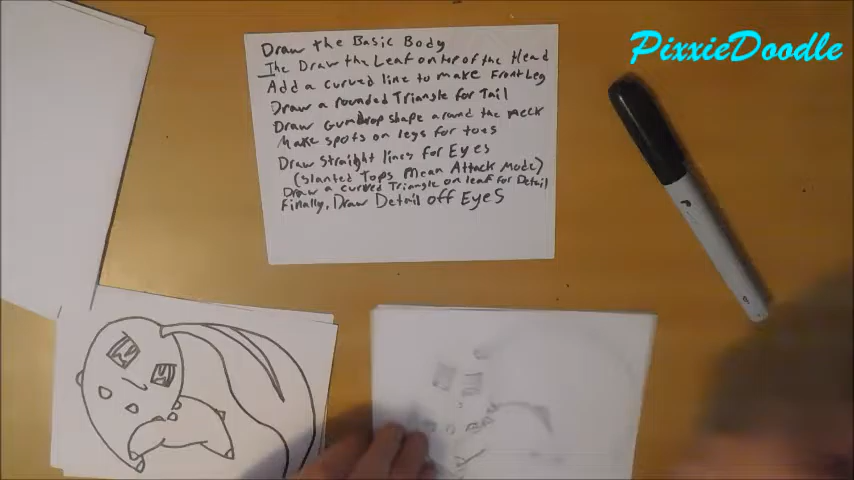 Draw the Basic Body
The Draw the Leaf on top of the Head
Add a curved line to make Front Leg
Draw a rounded Triangle for Tail
Draw Gumdrop shape around the neck
Make spots on legs for toes
Draw straight lines for Eyes
(Slanted Tops Mean Attack Mode)
Draw a curved Triangle on leaf for Detail
Finally, Draw Detail off Eyes
PixxieDoodle